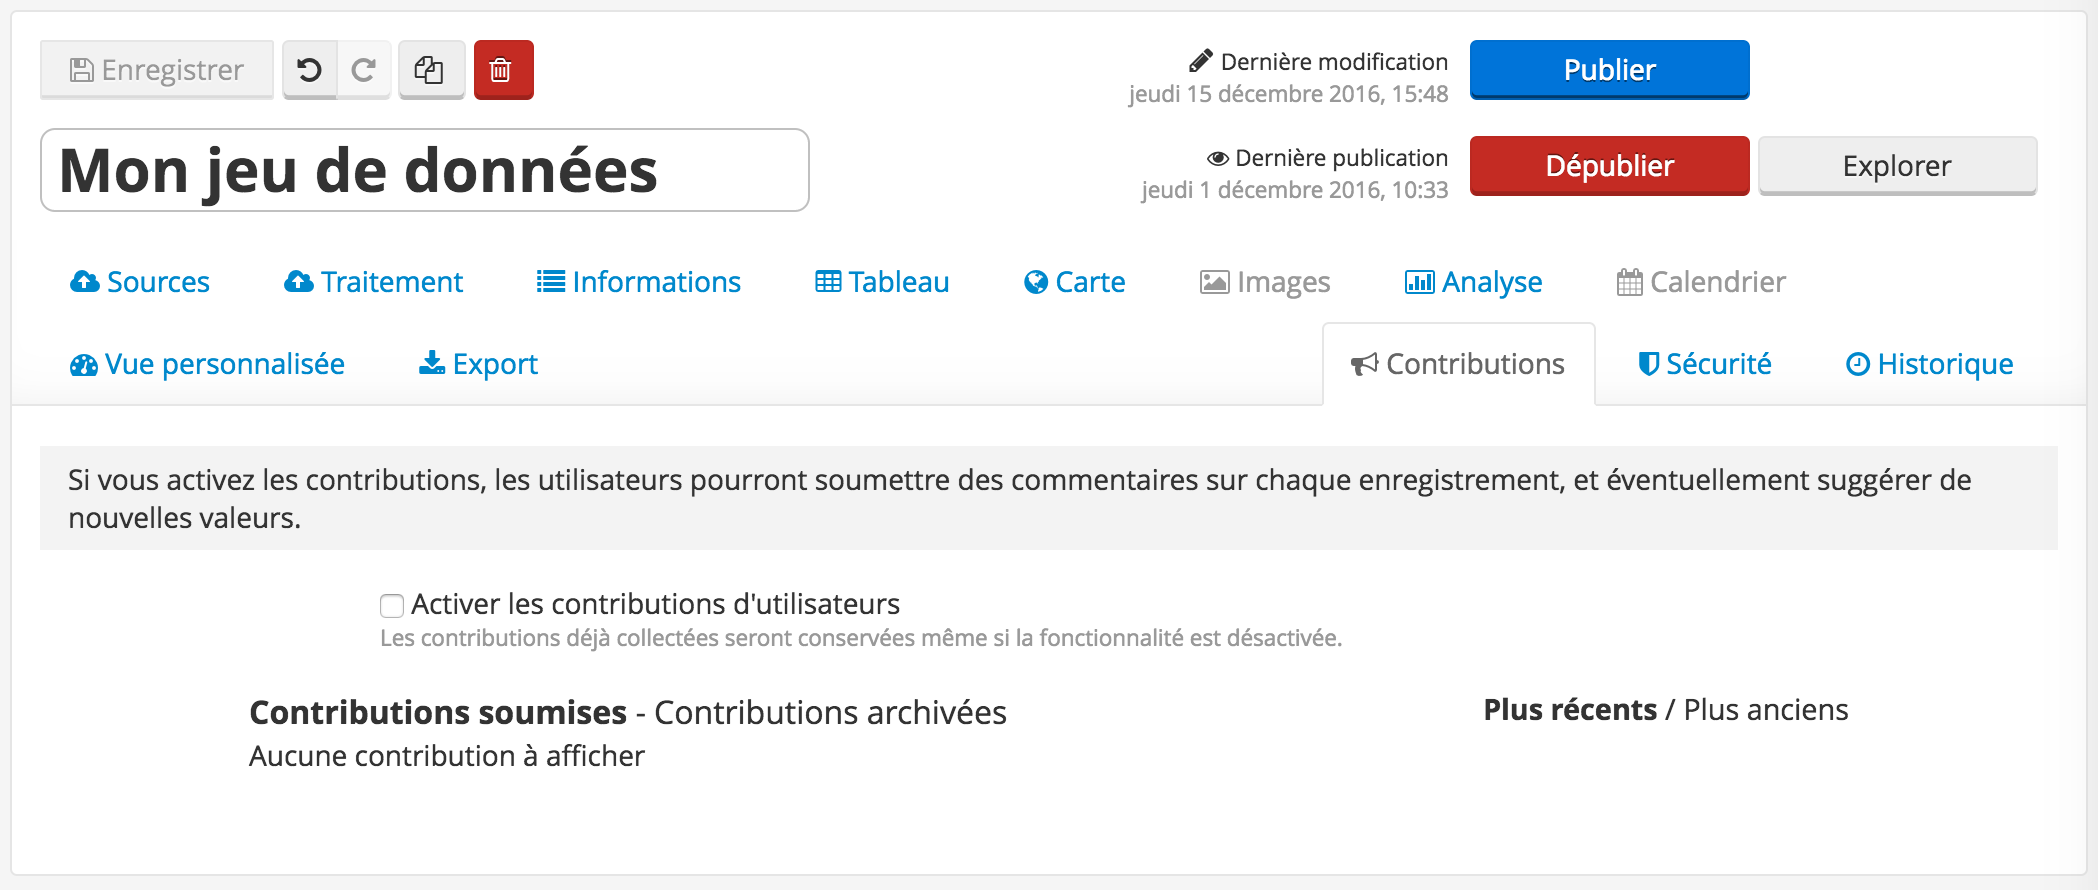 Enregistrer
Dernière modification
jeudi 15 décembre 2016, 15:48
Publier
Mon jeu de données
Dernière publication
jeudi 1 décembre 2016, 10:33
Dépublier
Explorer
Sources
Traitement
Informations
Tableau
Carte
Images
Analyse
Calendrier
Vue personnalisée
Export
Contributions
Sécurité
Historique
Si vous activez les contributions, les utilisateurs pourront soumettre des commentaires sur chaque enregistrement, et éventuellement suggérer de
nouvelles valeurs.
Activer les contributions d'utilisateurs
Les contributions déjà collectées seront conservées même si la fonctionnalité est désactivée.
Contributions soumises - Contributions archivées
Plus récents / Plus anciens
Aucune contribution à afficher